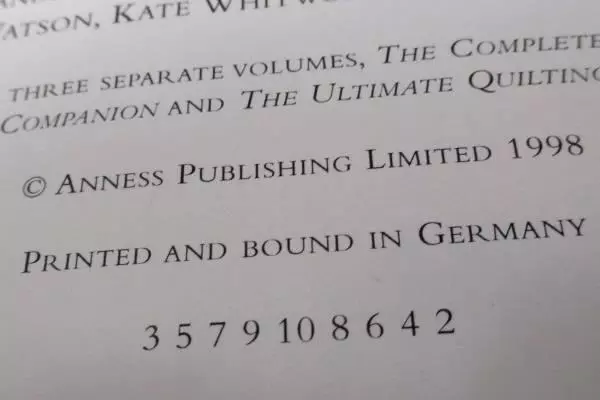 WATSON, KATE
THREE SEPARATE VOLUMES, THE COMPLETE
COMPANION AND THE ULTIMATE QUILTING
© ANNESS PUBLISHING LIMITED 1998
PRINTED AND BOUND IN GERMANY
3 5 7 9 10 8 6 4 2